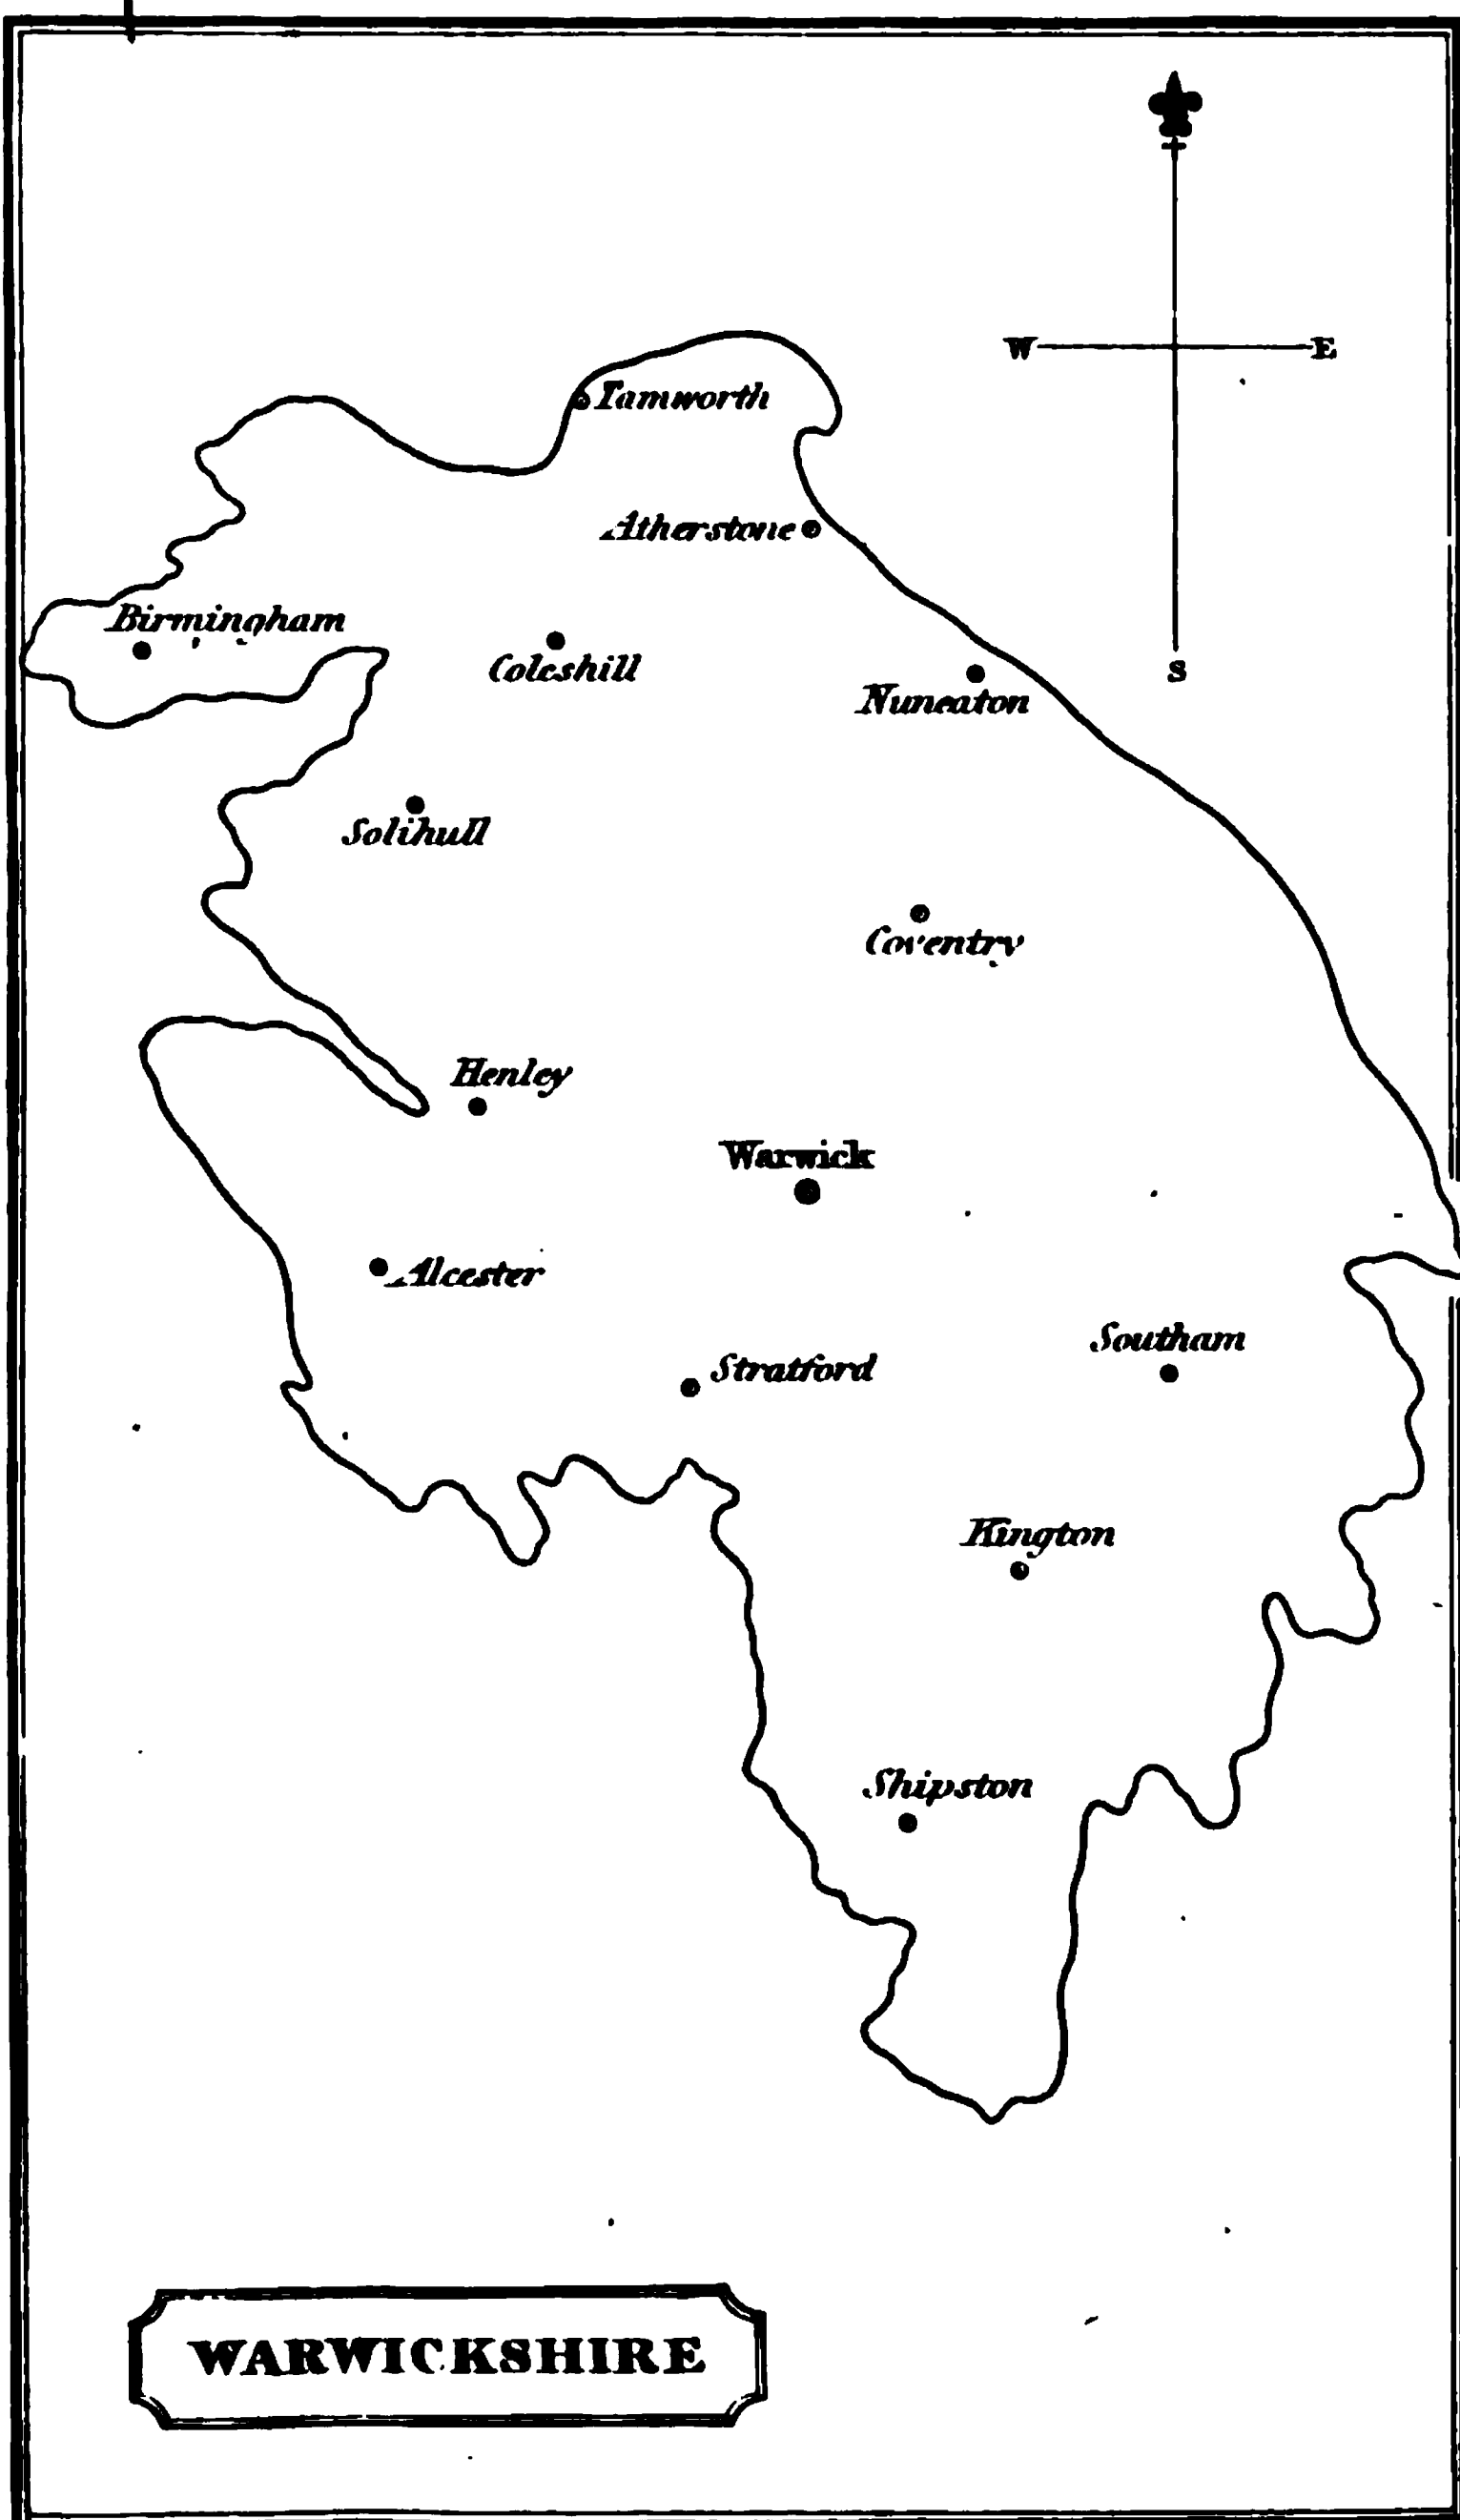 W E
Tamworth
Atherstone
Birmingham
Coleshill
S
Nuneaton
Solihull
Coventry
Henley
Warwick
Alcester
Southam
Stratford
Kington
Shipston
WARWICKSHIRE